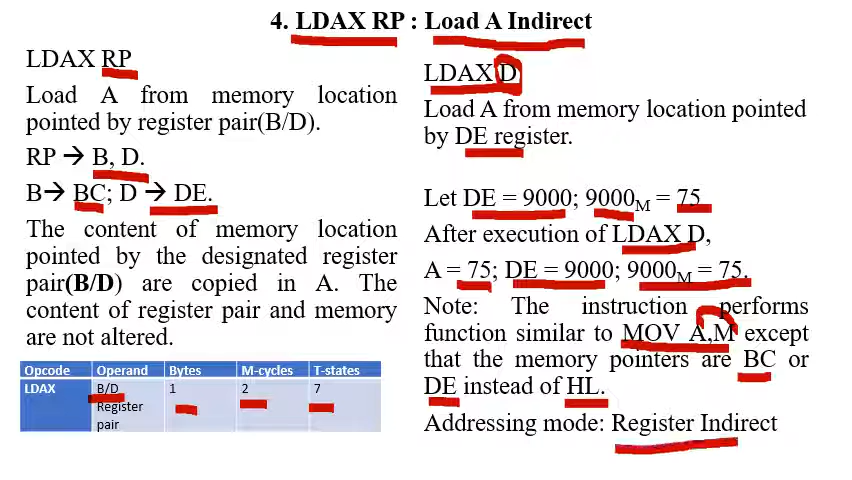 4. LDAX RP : Load A Indirect
LDAX RP
Load A from memory location
pointed by register pair(B/D).
RP → B, D.
B→ BC; D → DE.
The content of memory location
pointed by the designated register
pair(B/D) are copied in A. The
content of register pair and memory
are not altered.
Opcode Operand Bytes M-cycles T-states
LDAX B/D 1 2 7
Register
pair
LDAX D
Load A from memory location pointed
by DE register.
Let DE = 9000; 9000M = 75
After execution of LDAX D,
A = 75; DE = 9000; 9000M = 75.
Note: The instruction performs
function similar to MOV A,M except
that the memory pointers are BC or
DE instead of HL.
Addressing mode: Register Indirect